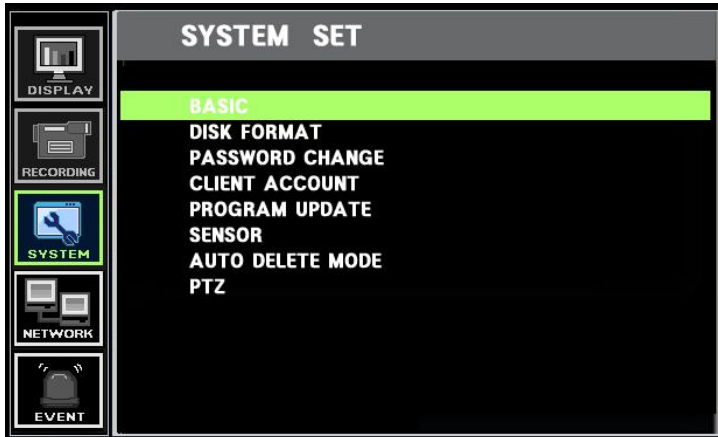 SYSTEM SET
DISPLAY
RECORDING
SYSTEM
NETWORK
EVENT
BASIC
DISK FORMAT
PASSWORD CHANGE
CLIENT ACCOUNT
PROGRAM UPDATE
SENSOR
AUTO DELETE MODE
PTZ